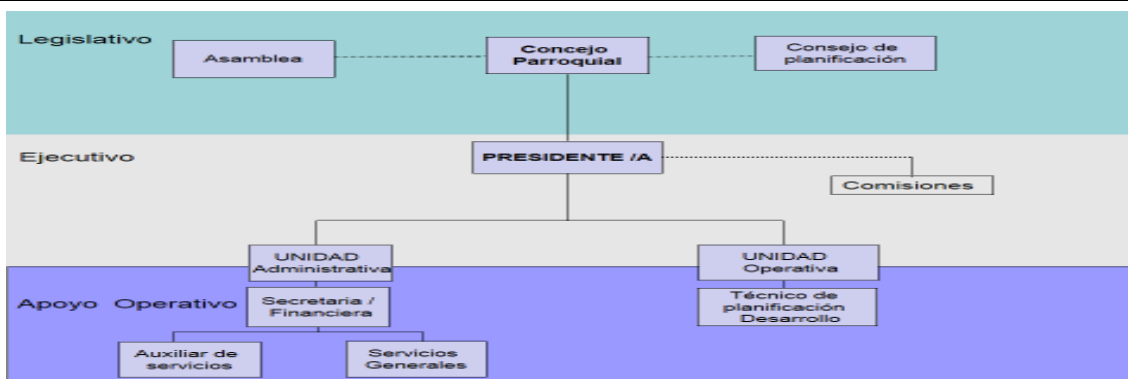 Legislativo
Asamblea
Concejo
Parroquial
Consejo de
planificación
Ejecutivo
PRESIDENTE /A
Comisiones
UNIDAD
Administrativa
UNIDAD
Operativa
Apoyo Operativo
Secretaria /
Financiera
Técnico de
planificación
Desarrollo
Auxiliar de
servicios
Servicios
Generales